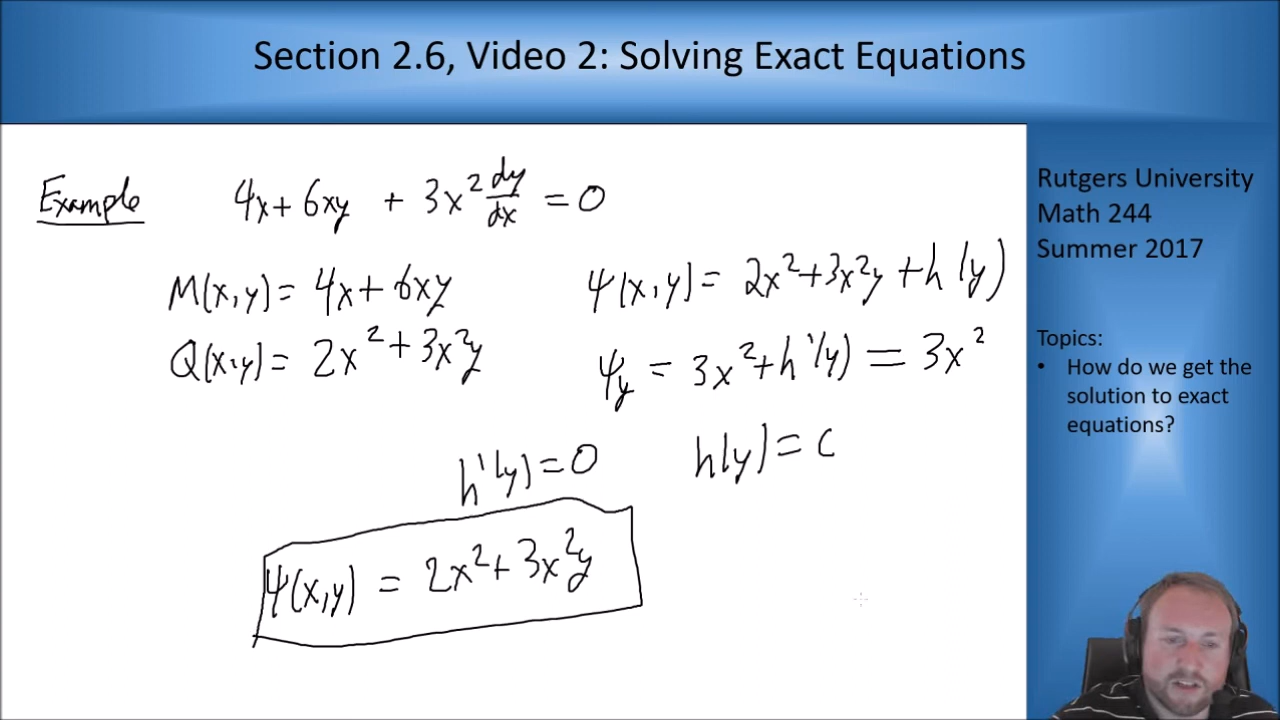 Section 2.6, Video 2: Solving Exact Equations
Example 4x + 6xy + 3x² dy/dx = 0
M(x,y) = 4x + 6xy
Q(x,y) = 2x² + 3x²y
ψ(x,y) = 2x² + 3x²y + h(y)
ψ_y = 3x² + h'(y) = 3x²
h'(y) = 0
h(y) = C
ψ(x,y) = 2x² + 3x²y
Rutgers University
Math 244
Summer 2017
Topics:
• How do we get the
solution to exact
equations?